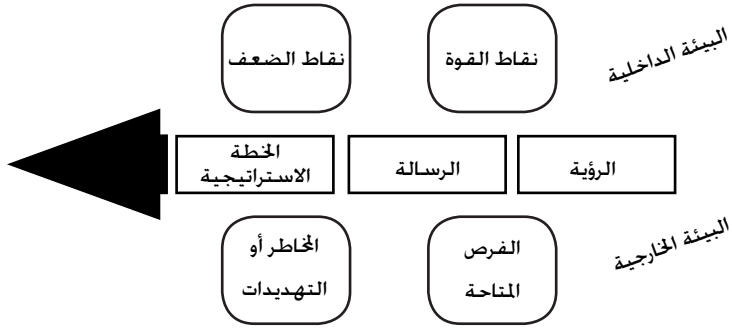 البيئة الداخلية
نقاط القوة
نقاط الضعف
الرؤية
الرسالة
الخطة
الاستراتيجية
البيئة الخارجية
الفرص
المتاحة
المخاطر أو
التهديدات